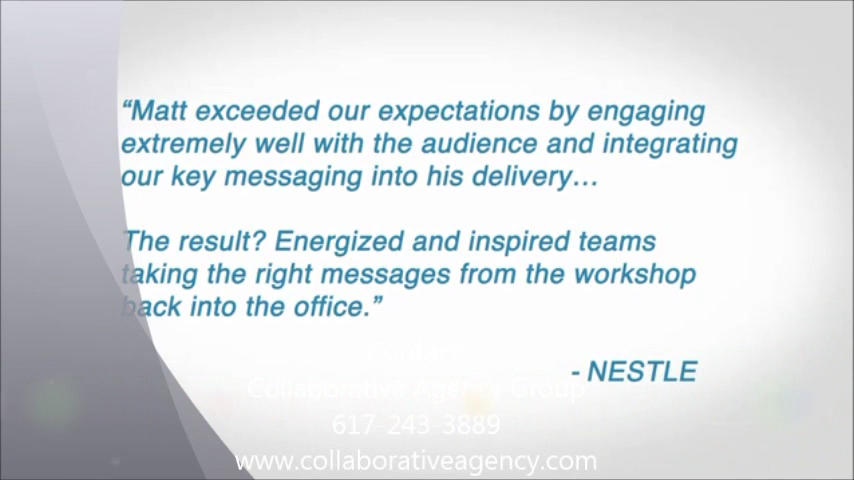 “Matt exceeded our expectations by engaging
extremely well with the audience and integrating
our key messaging into his delivery…
The result? Energized and inspired teams
taking the right messages from the workshop
back into the office.”
Contact
- NESTLE
Collaborative Agency Group
617-243-3889
www.collaborativeagency.com